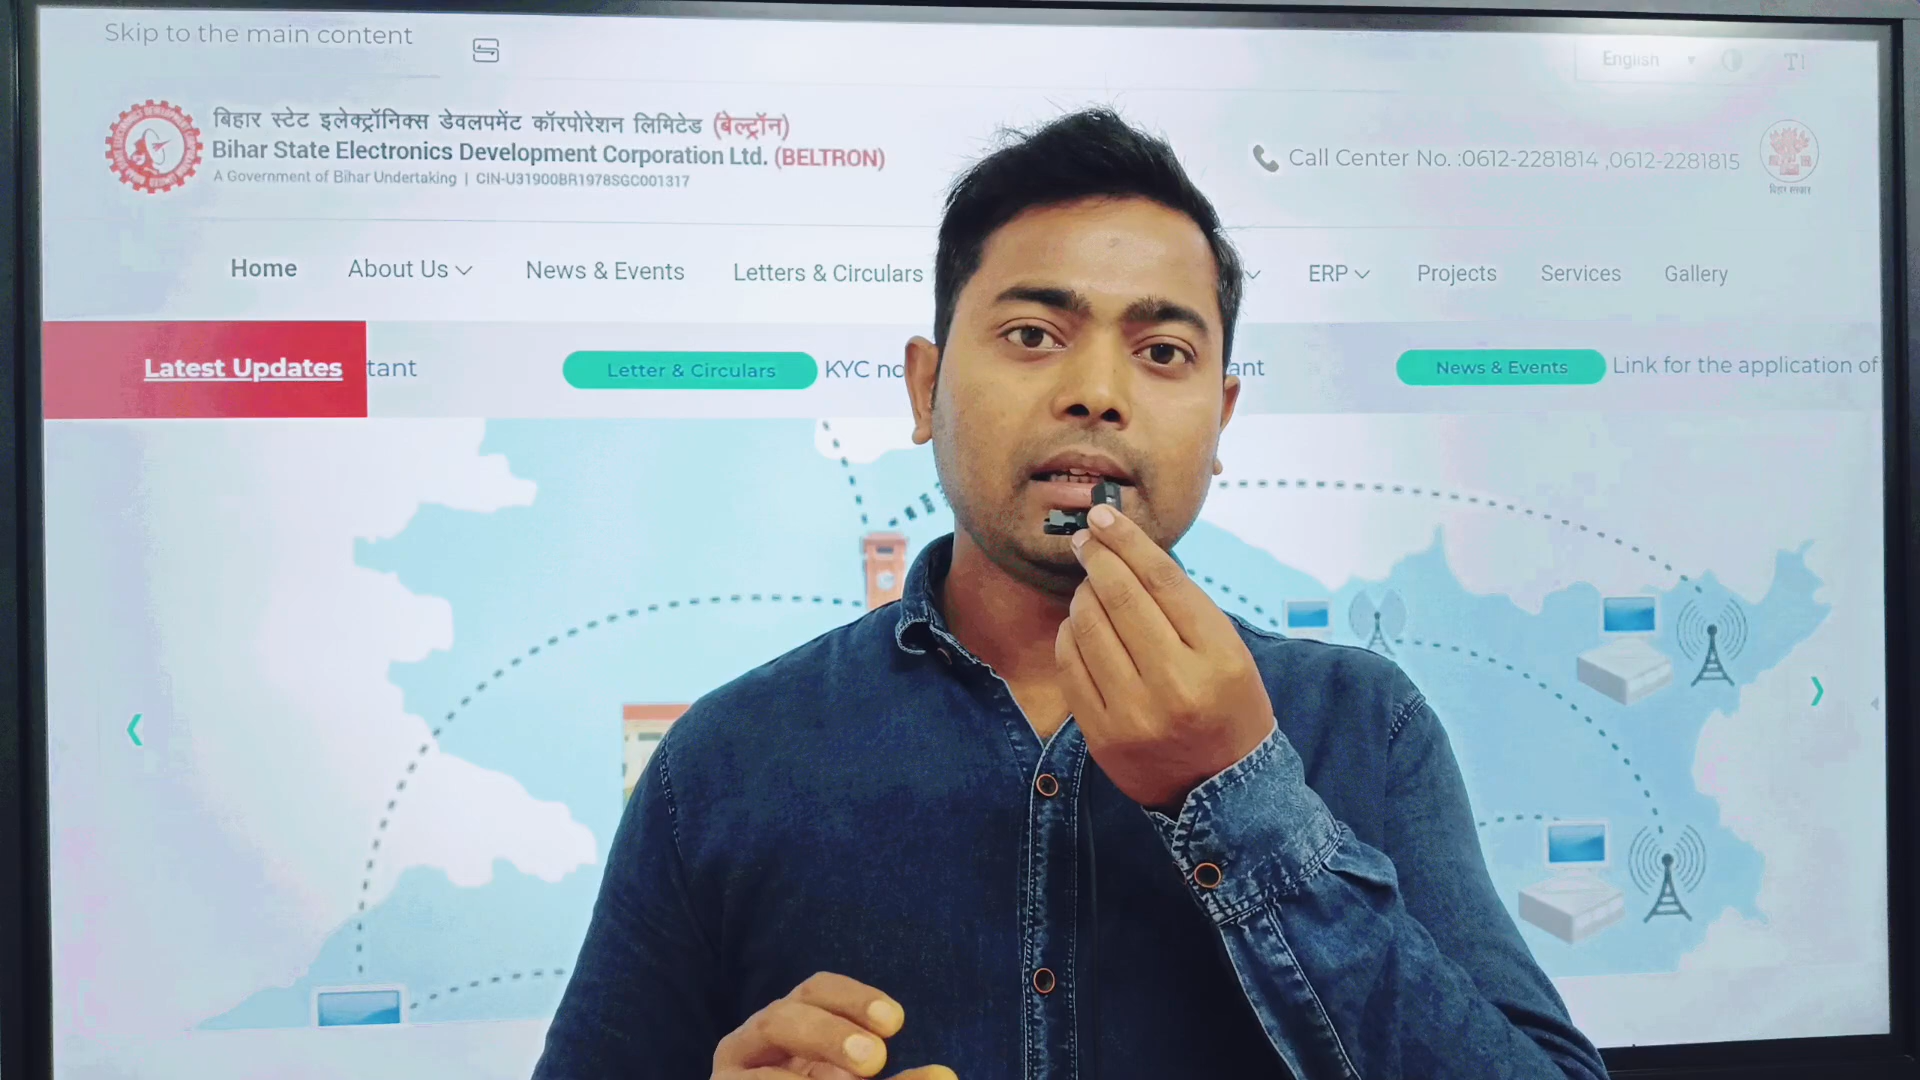 Skip to the main content
English
T
बिहार स्टेट इलेक्ट्रॉनिक्स डेवलपमेंट कॉरपोरेशन लिमिटेड (बेल्ट्रॉन)
Bihar State Electronics Development Corporation Ltd. (BELTRON)
A Government of Bihar Undertaking | CIN-U31900BR1978SGC001317
Call Center No. :0612-2281814 ,0612-2281815
बिहार सरकार
Home About Us News & Events Letters & Circulars ERP Projects Services Gallery
Latest Updates tant Letter & Circulars KYC no ant News & Events Link for the application of